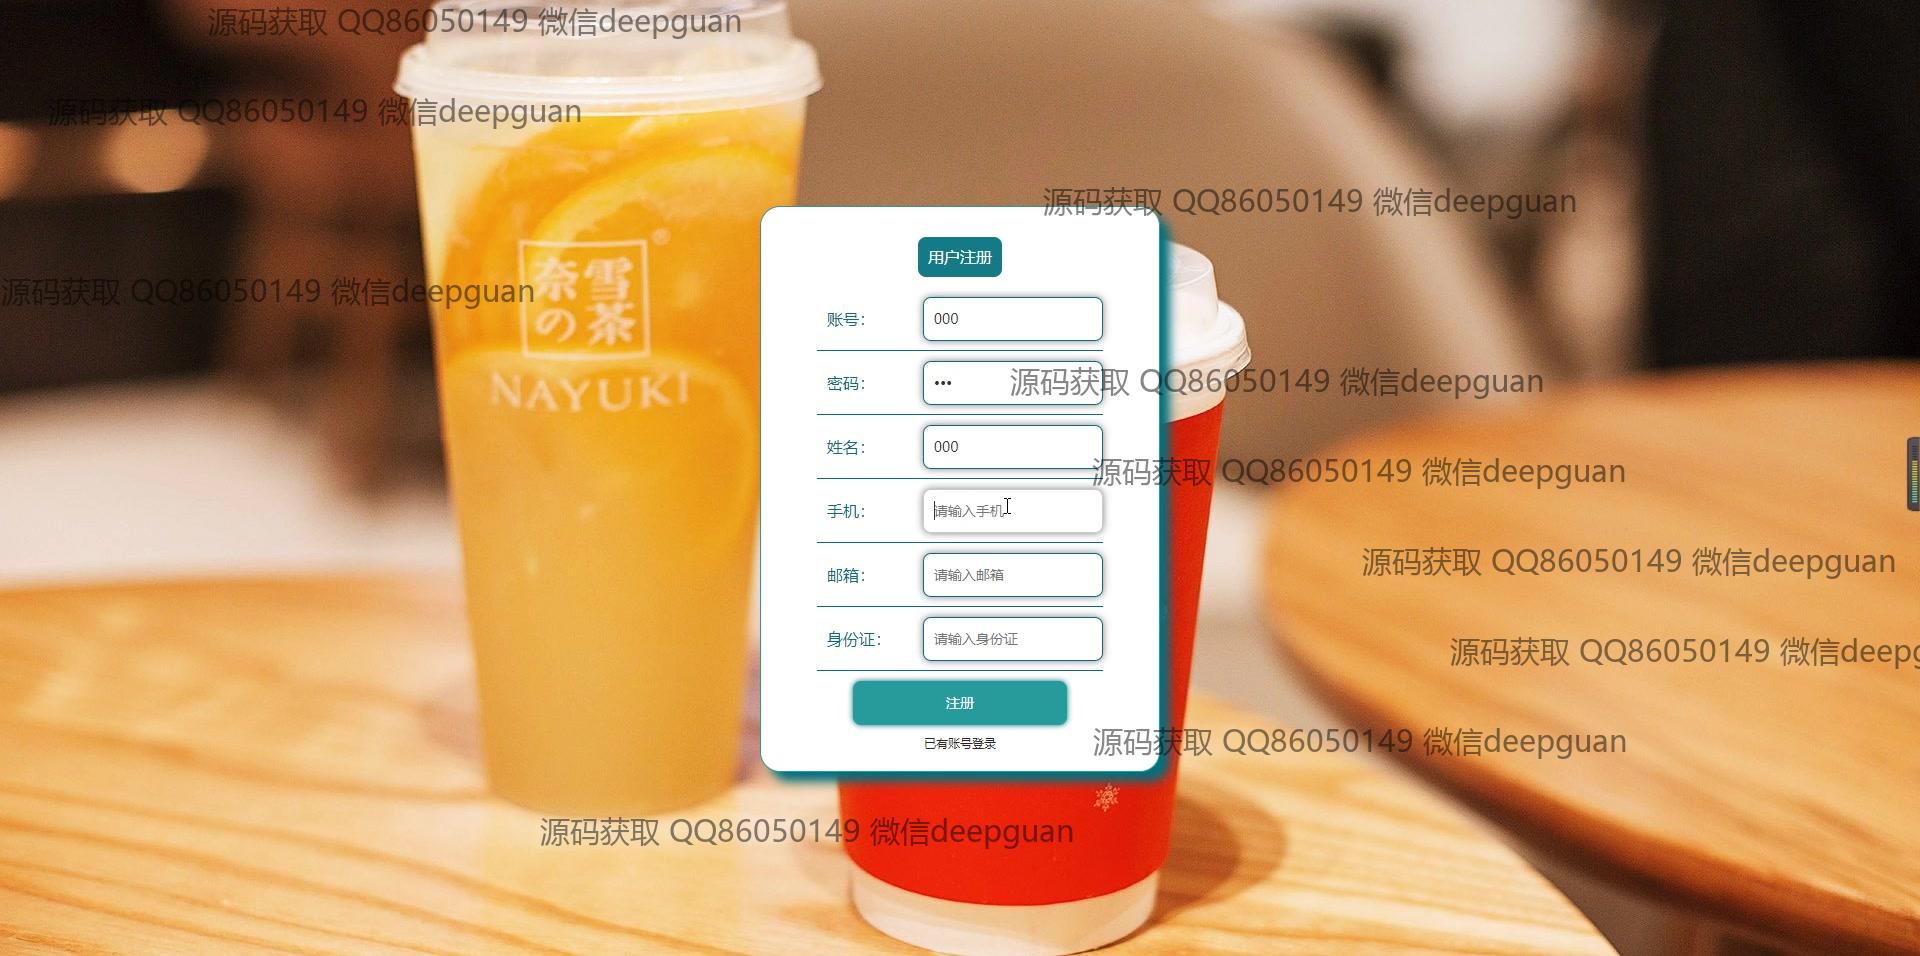 源码获取 QQ86050149 微信deepguan
源码获取 QQ86050149 微信deepguan
源码获取 QQ86050149 微信deepguan
用户注册
奈雪
の茶
®
NAYUKI
源码获取 QQ86050149 微信deepguan
账号：
000
密码：
•••
源码获取 QQ86050149 微信deepguan
姓名：
000
源码获取 QQ86050149 微信deepguan
手机：
请输入手机
源码获取 QQ86050149 微信deepguan
邮箱：
请输入邮箱
身份证：
请输入身份证
源码获取 QQ86050149 微信deepg
注册
已有账号登录
源码获取 QQ86050149 微信deepguan
源码获取 QQ86050149 微信deepguan